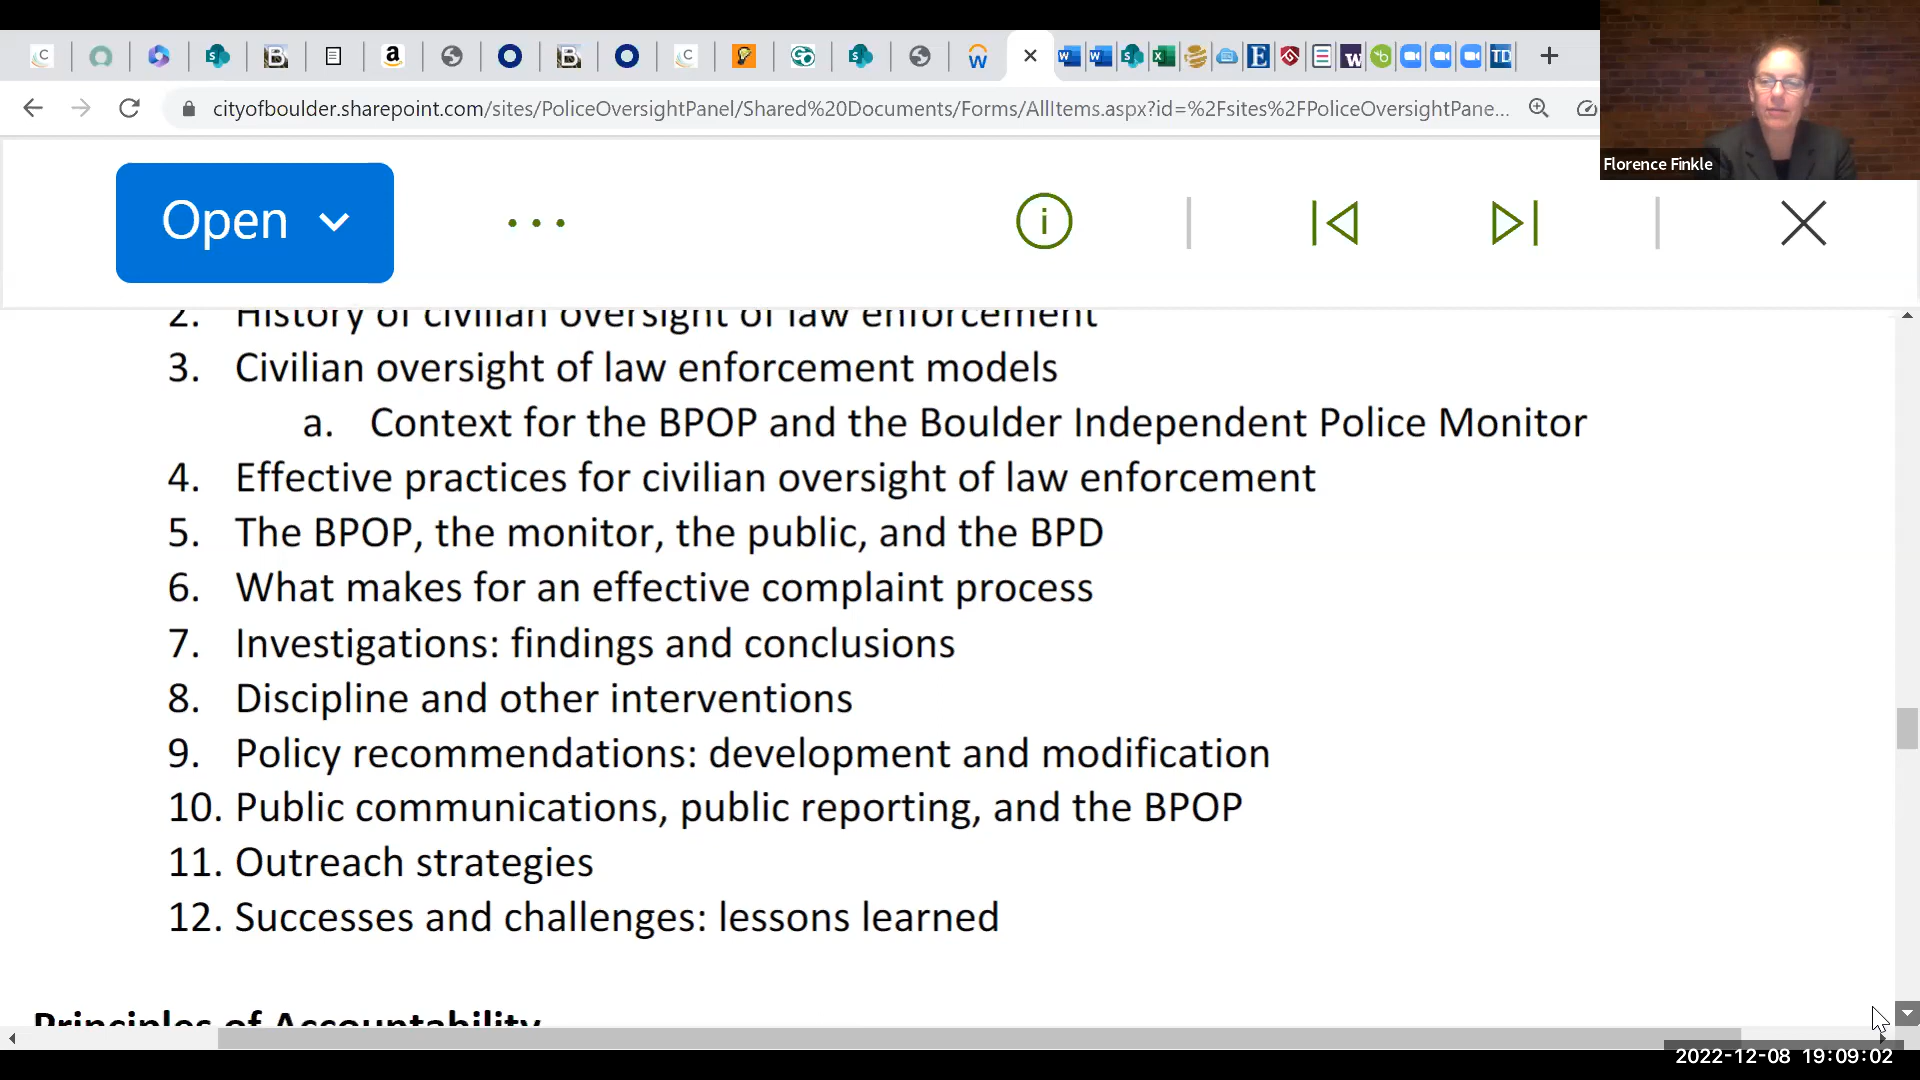 cityofboulder.sharepoint.com/sites/PoliceOversightPanel/Shared%20Documents/Forms/AllItems.aspx?id=%2Fsites%2FPoliceOversightPane...
Florence Finkle
Open
2. History of civilian oversight of law enforcement
3. Civilian oversight of law enforcement models
a. Context for the BPOP and the Boulder Independent Police Monitor
4. Effective practices for civilian oversight of law enforcement
5. The BPOP, the monitor, the public, and the BPD
6. What makes for an effective complaint process
7. Investigations: findings and conclusions
8. Discipline and other interventions
9. Policy recommendations: development and modification
10. Public communications, public reporting, and the BPOP
11. Outreach strategies
12. Successes and challenges: lessons learned
Principles of Accountability
2022-12-08 19:09:02